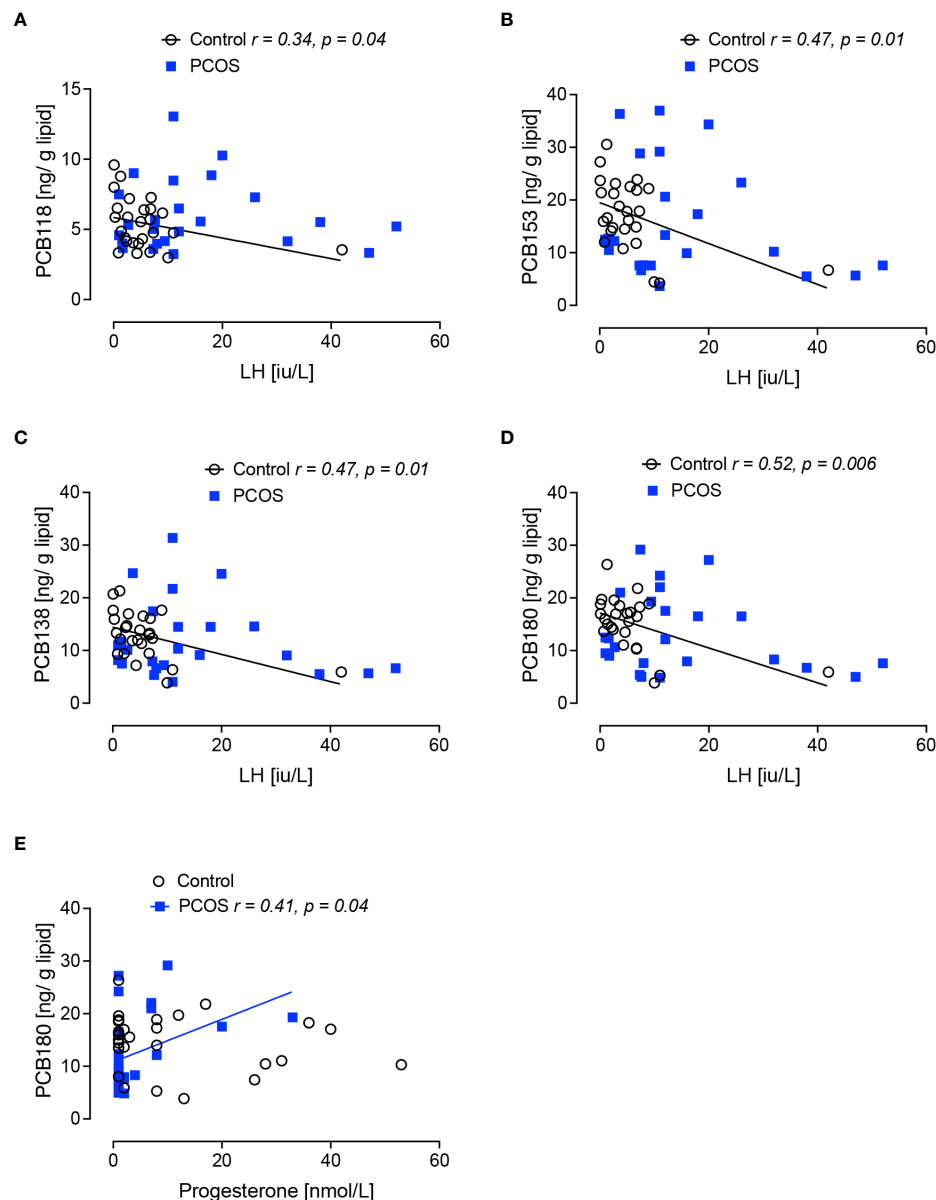 A
Control r = 0.34, p = 0.04
PCOS
PCB118 [ng/ g lipid]
15
10
5
0
0 20 40 60
LH [iu/L]
B
Control r = 0.47, p = 0.01
PCOS
PCB153 [ng/ g lipid]
40
30
20
10
0
0 20 40 60
LH [iu/L]
C
Control r = 0.47, p = 0.01
PCOS
PCB138 [ng/ g lipid]
40
30
20
10
0
0 20 40 60
LH [iu/L]
D
Control r = 0.52, p = 0.006
PCOS
PCB180 [ng/ g lipid]
40
30
20
10
0
0 20 40 60
LH [iu/L]
E
Control
PCOS r = 0.41, p = 0.04
PCB180 [ng/ g lipid]
40
30
20
10
0
0 20 40 60
Progesterone [nmol/L]